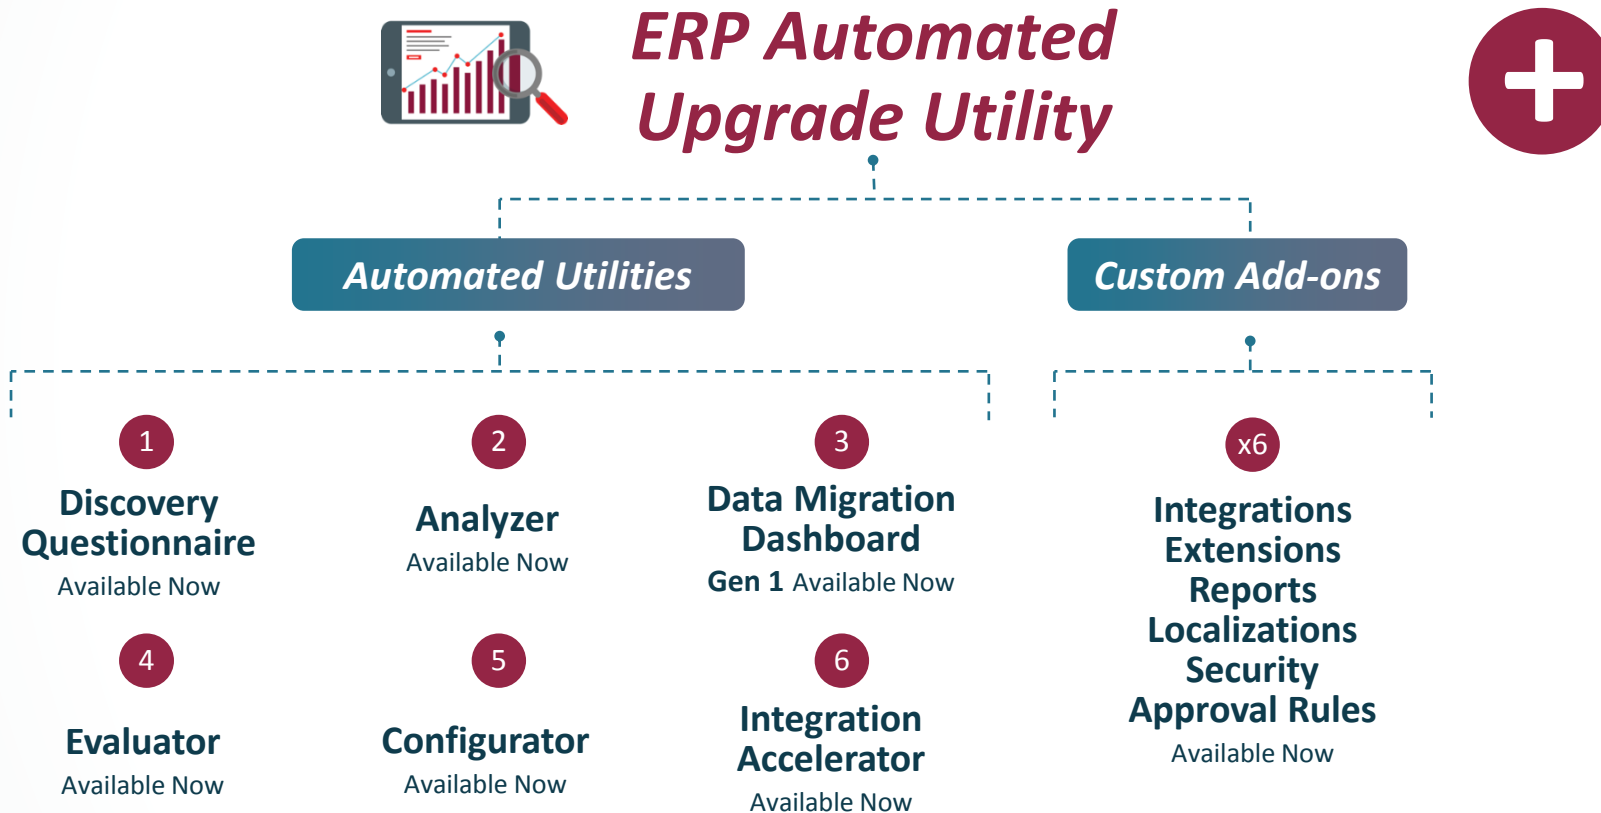 ERP Automated
Upgrade Utility
Automated Utilities
Custom Add-ons
1
Discovery
Questionnaire
Available Now
2
Analyzer
Available Now
3
Data Migration
Dashboard
Gen 1 Available Now
4
Evaluator
Available Now
5
Configurator
Available Now
6
Integration
Accelerator
Available Now
x6
Integrations
Extensions
Reports
Localizations
Security
Approval Rules
Available Now